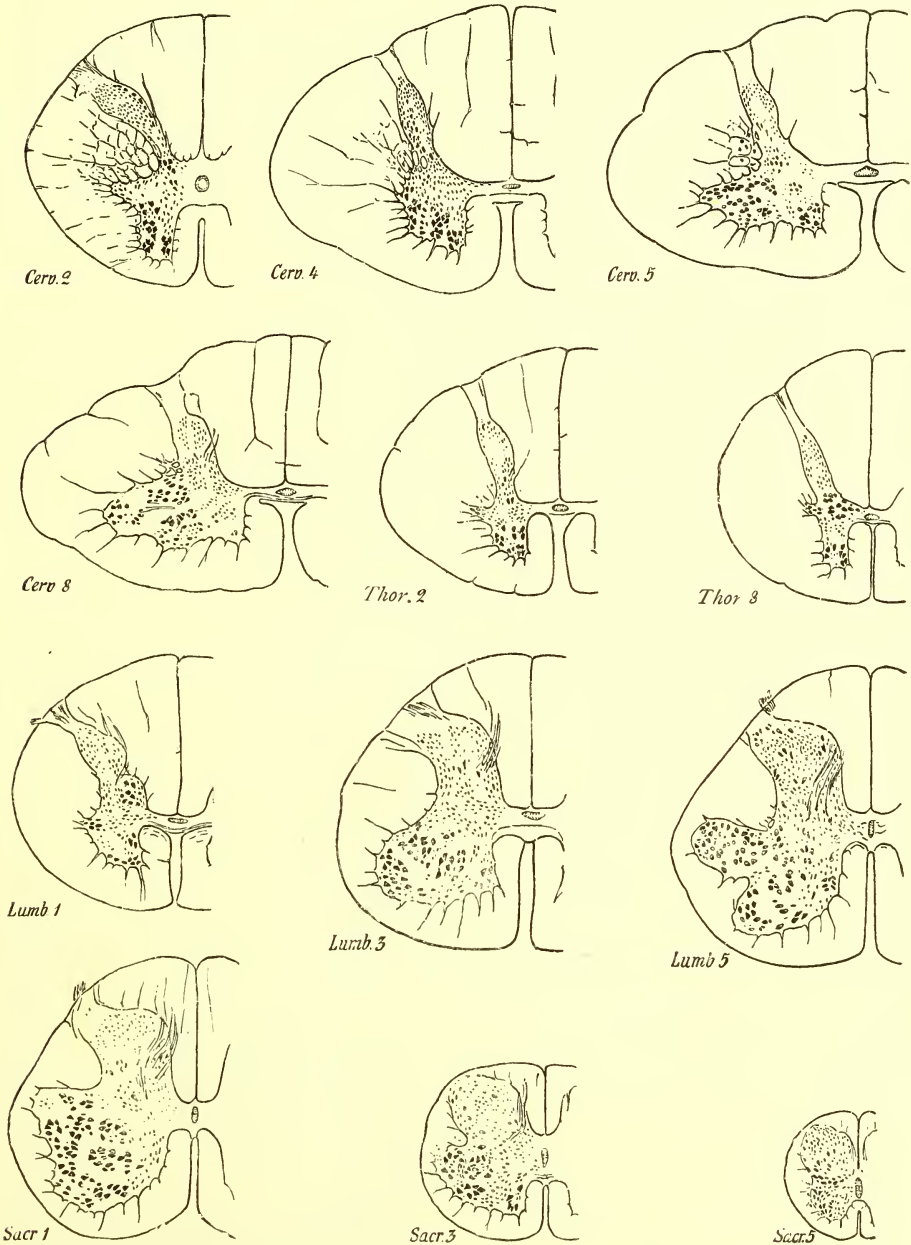 Cerv. 2
Cerv. 4
Cerv. 5
Cerv 8
Thor. 2
Thor 8
Lumb 1
Lumb. 3
Lumb 5
Sacr 1
Sacr. 3
Sacr. 5